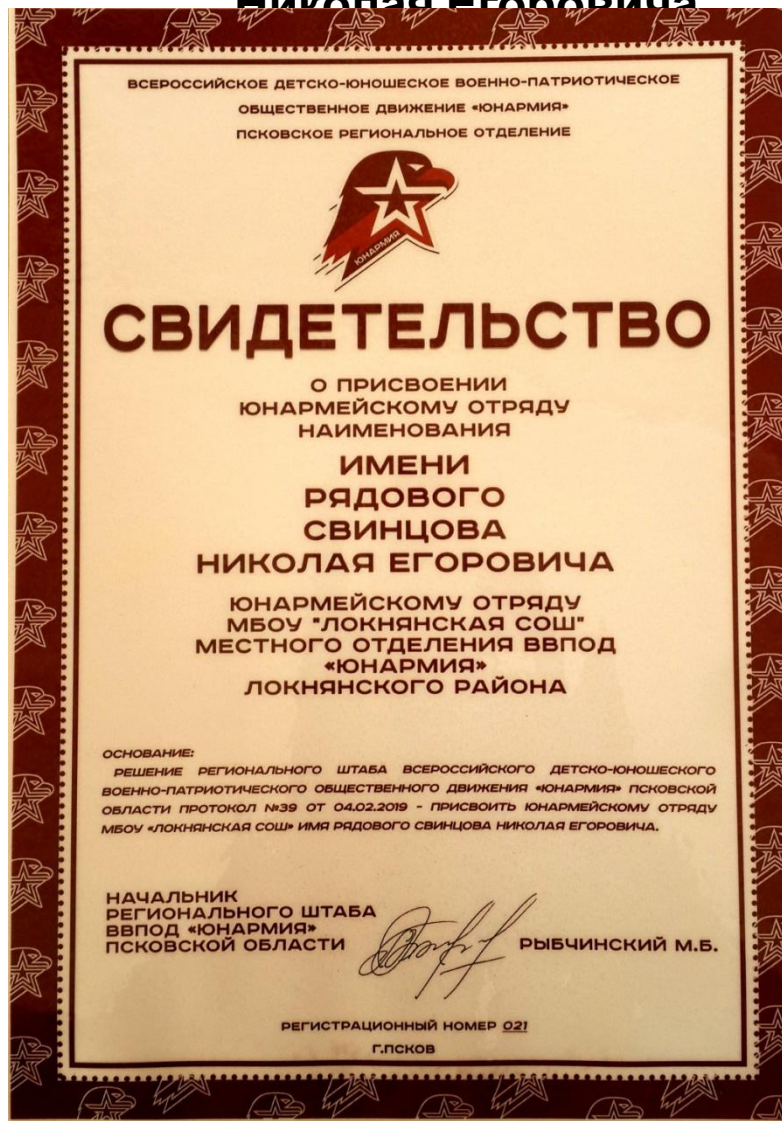 Николая Егоровича
ВСЕРОССИЙСКОЕ ДЕТСКО-ЮНОШЕСКОЕ ВОЕННО-ПАТРИОТИЧЕСКОЕ
ОБЩЕСТВЕННОЕ ДВИЖЕНИЕ «ЮНАРМИЯ»
ПСКОВСКОЕ РЕГИОНАЛЬНОЕ ОТДЕЛЕНИЕ
ЮНАРМИЯ
СВИДЕТЕЛЬСТВО
О ПРИСВОЕНИИ
ЮНАРМЕЙСКОМУ ОТРЯДУ
НАИМЕНОВАНИЯ
ИМЕНИ
РЯДОВОГО
СВИНЦОВА
НИКОЛАЯ ЕГОРОВИЧА
ЮНАРМЕЙСКОМУ ОТРЯДУ
МБОУ "ЛОКНЯНСКАЯ СОШ"
МЕСТНОГО ОТДЕЛЕНИЯ ВВПОД
«ЮНАРМИЯ»
ЛОКНЯНСКОГО РАЙОНА
ОСНОВАНИЕ:
РЕШЕНИЕ РЕГИОНАЛЬНОГО ШТАБА ВСЕРОССИЙСКОГО ДЕТСКО-ЮНОШЕСКОГО
ВОЕННО-ПАТРИОТИЧЕСКОГО ОБЩЕСТВЕННОГО ДВИЖЕНИЯ «ЮНАРМИЯ» ПСКОВСКОЙ
ОБЛАСТИ ПРОТОКОЛ №39 ОТ 04.02.2019 - ПРИСВОИТЬ ЮНАРМЕЙСКОМУ ОТРЯДУ
МБОУ «ЛОКНЯНСКАЯ СОШ» ИМЯ РЯДОВОГО СВИНЦОВА НИКОЛАЯ ЕГОРОВИЧА.
НАЧАЛЬНИК
РЕГИОНАЛЬНОГО ШТАБА
ВВПОД «ЮНАРМИЯ»
ПСКОВСКОЙ ОБЛАСТИ РЫБЧИНСКИЙ М.Б.
РЕГИСТРАЦИОННЫЙ НОМЕР 021
Г.ПСКОВ